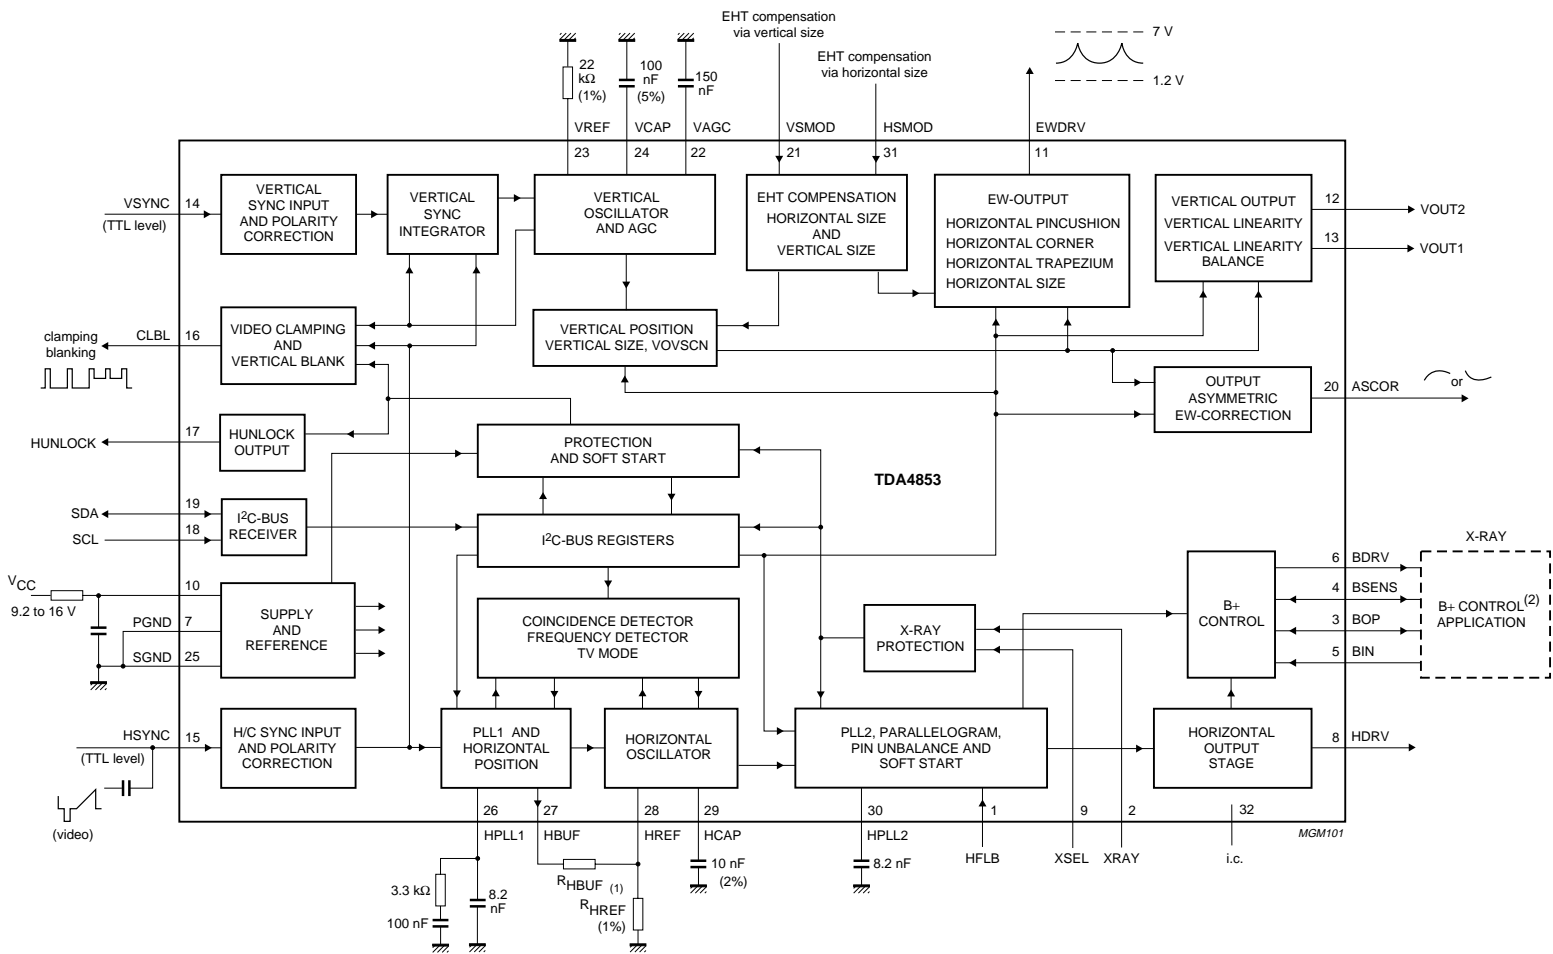 EHT compensation
via vertical size
EHT compensation
via horizontal size
7 V
1.2 V
22
kΩ
(1%)
100
nF
(5%)
150
nF
VREF
VCAP
VAGC
VSMOD
HSMOD
EWDRV
23
24
22
21
31
11
VSYNC
(TTL level)
14
VERTICAL
SYNC INPUT
AND POLARITY
CORRECTION
VERTICAL
SYNC
INTEGRATOR
VERTICAL
OSCILLATOR
AND AGC
EHT COMPENSATION
HORIZONTAL SIZE
AND
VERTICAL SIZE
EW-OUTPUT
HORIZONTAL PINCUSHION
HORIZONTAL CORNER
HORIZONTAL TRAPEZIUM
HORIZONTAL SIZE
VERTICAL OUTPUT
VERTICAL LINEARITY
VERTICAL LINEARITY
BALANCE
12
VOUT2
13
VOUT1
clamping
blanking
CLBL
16
VIDEO CLAMPING
AND
VERTICAL BLANK
VERTICAL POSITION
VERTICAL SIZE, VOVSCN
OUTPUT
ASYMMETRIC
EW-CORRECTION
20
ASCOR
or
HUNLOCK
17
HUNLOCK
OUTPUT
PROTECTION
AND SOFT START
TDA4853
SDA
19
SCL
18
I2C-BUS
RECEIVER
I2C-BUS REGISTERS
X-RAY
6
BDRV
4
BSENS
3
BOP
5
BIN
B+
CONTROL
B+ CONTROL(2)
APPLICATION
VCC
9.2 to 16 V
10
PGND
7
SGND
25
SUPPLY
AND
REFERENCE
COINCIDENCE DETECTOR
FREQUENCY DETECTOR
TV MODE
X-RAY
PROTECTION
HSYNC
(TTL level)
15
H/C SYNC INPUT
AND POLARITY
CORRECTION
PLL1 AND
HORIZONTAL
POSITION
HORIZONTAL
OSCILLATOR
PLL2, PARALLELOGRAM,
PIN UNBALANCE AND
SOFT START
HORIZONTAL
OUTPUT
STAGE
8
HDRV
(video)
26
27
28
29
30
1
9
2
32
MGM101
HPLL1
HBUF
HREF
HCAP
HPLL2
HFLB
XSEL
XRAY
i.c.
3.3 kΩ
100 nF
8.2
nF
RHBUF (1)
RHREF
(1%)
10 nF
(2%)
8.2 nF